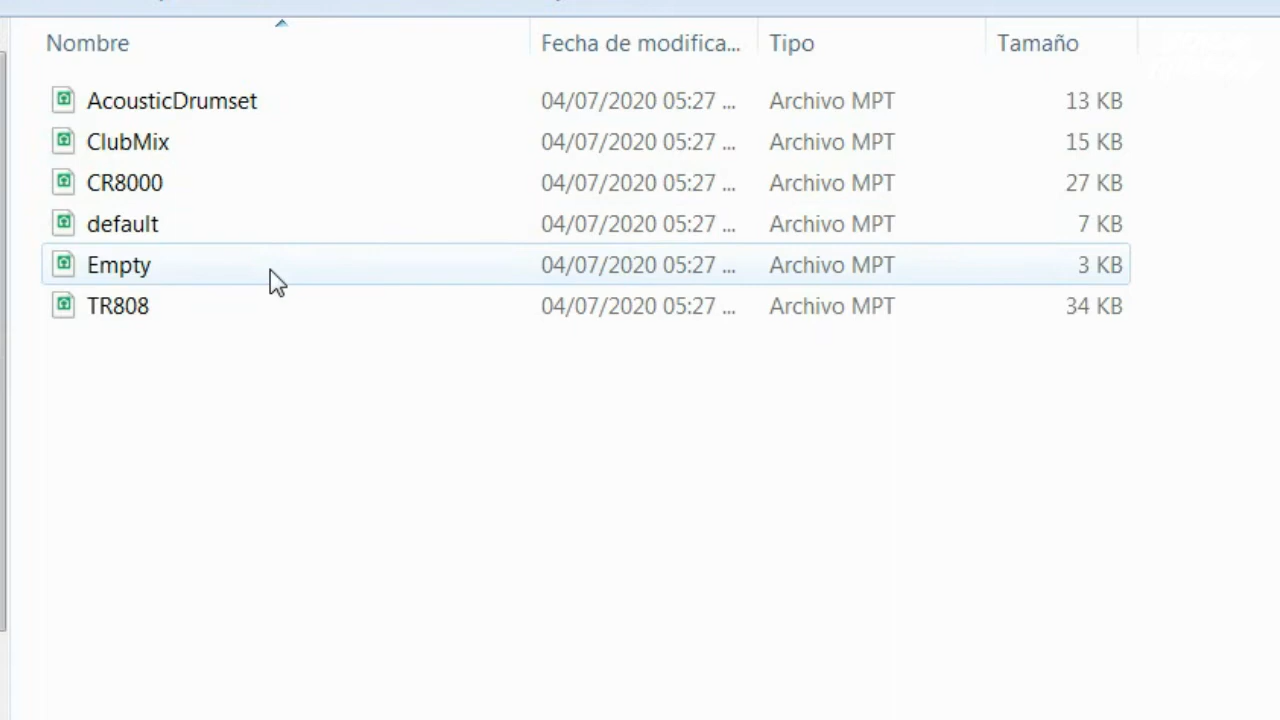 Nombre Fecha de modifica... Tipo Tamaño
AcousticDrumset 04/07/2020 05:27 ... Archivo MPT 13 KB
ClubMix 04/07/2020 05:27 ... Archivo MPT 15 KB
CR8000 04/07/2020 05:27 ... Archivo MPT 27 KB
default 04/07/2020 05:27 ... Archivo MPT 7 KB
Empty 04/07/2020 05:27 ... Archivo MPT 3 KB
TR808 04/07/2020 05:27 ... Archivo MPT 34 KB